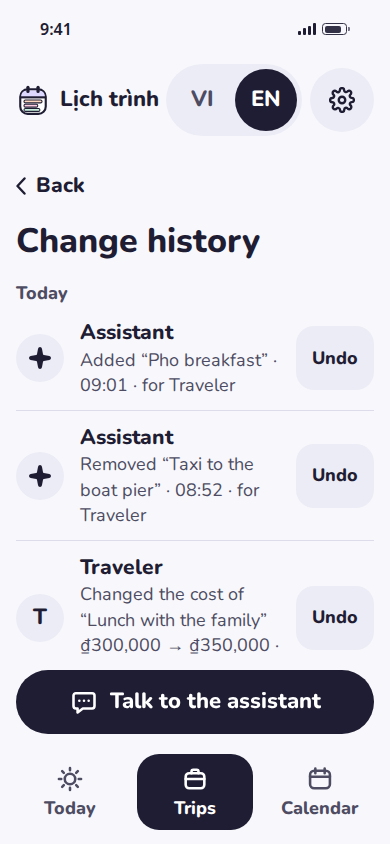 9:41
Lịch trình
VI
EN
Back
Change history
Today
Assistant
Added “Pho breakfast” ·
09:01 · for Traveler
Undo
Assistant
Removed “Taxi to the
boat pier” · 08:52 · for
Traveler
Undo
T
Traveler
Changed the cost of
“Lunch with the family”
₫300,000 → ₫350,000 ·
Undo
Talk to the assistant
Today
Trips
Calendar